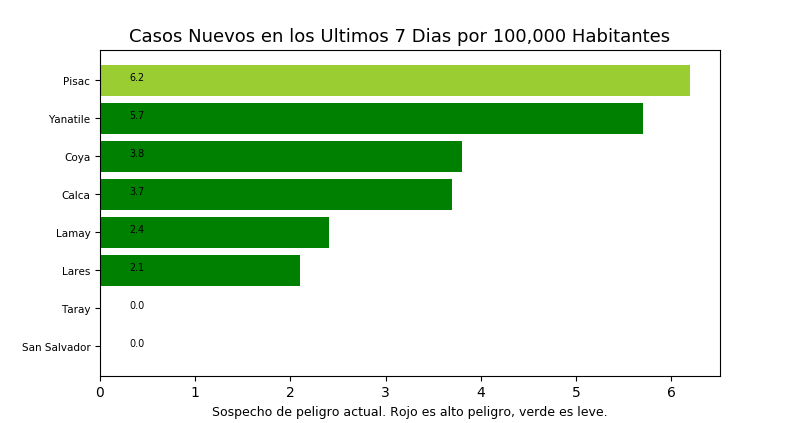 Casos Nuevos en los Ultimos 7 Dias por 100,000 Habitantes
Pisac 6.2
Yanatile 5.7
Coya 3.8
Calca 3.7
Lamay 2.4
Lares 2.1
Taray 0.0
San Salvador 0.0
0 1 2 3 4 5 6
Sospecho de peligro actual. Rojo es alto peligro, verde es leve.